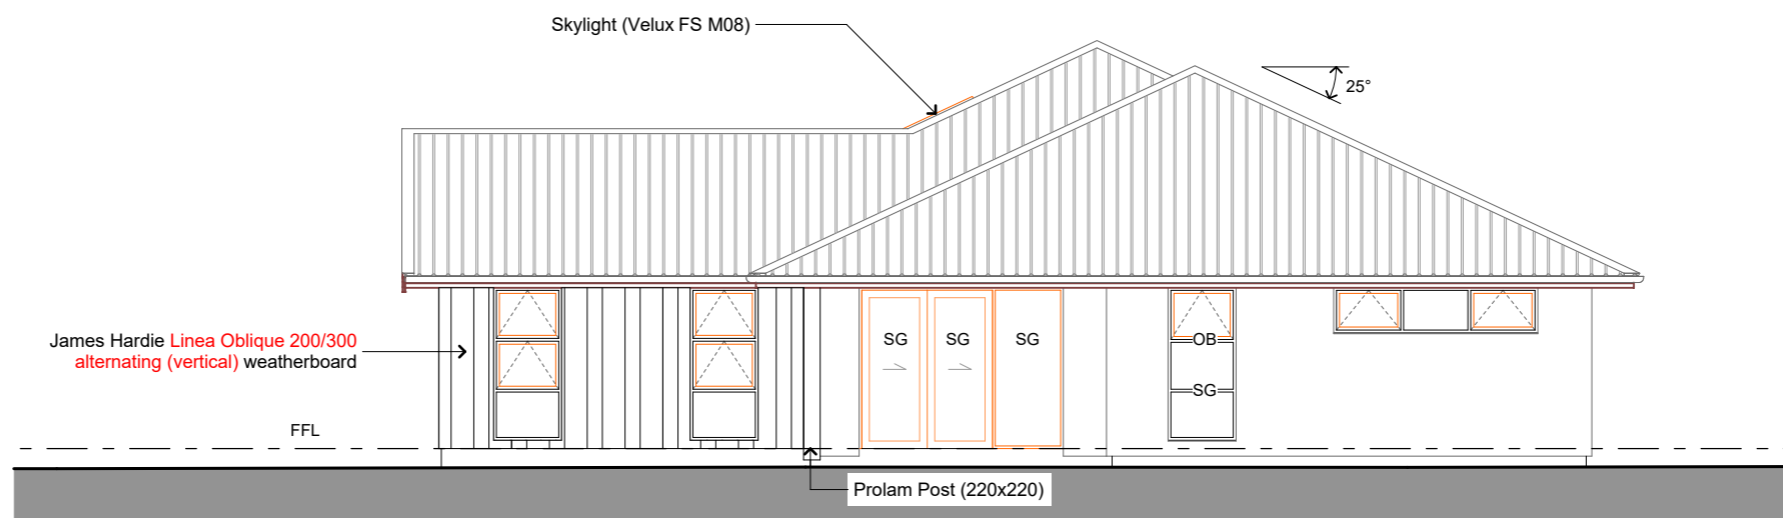 Skylight (Velux FS M08)
25°
James Hardie Linea Oblique 200/300
alternating (vertical) weatherboard
SG
SG
SG
OB
SG
FFL
Prolam Post (220x220)